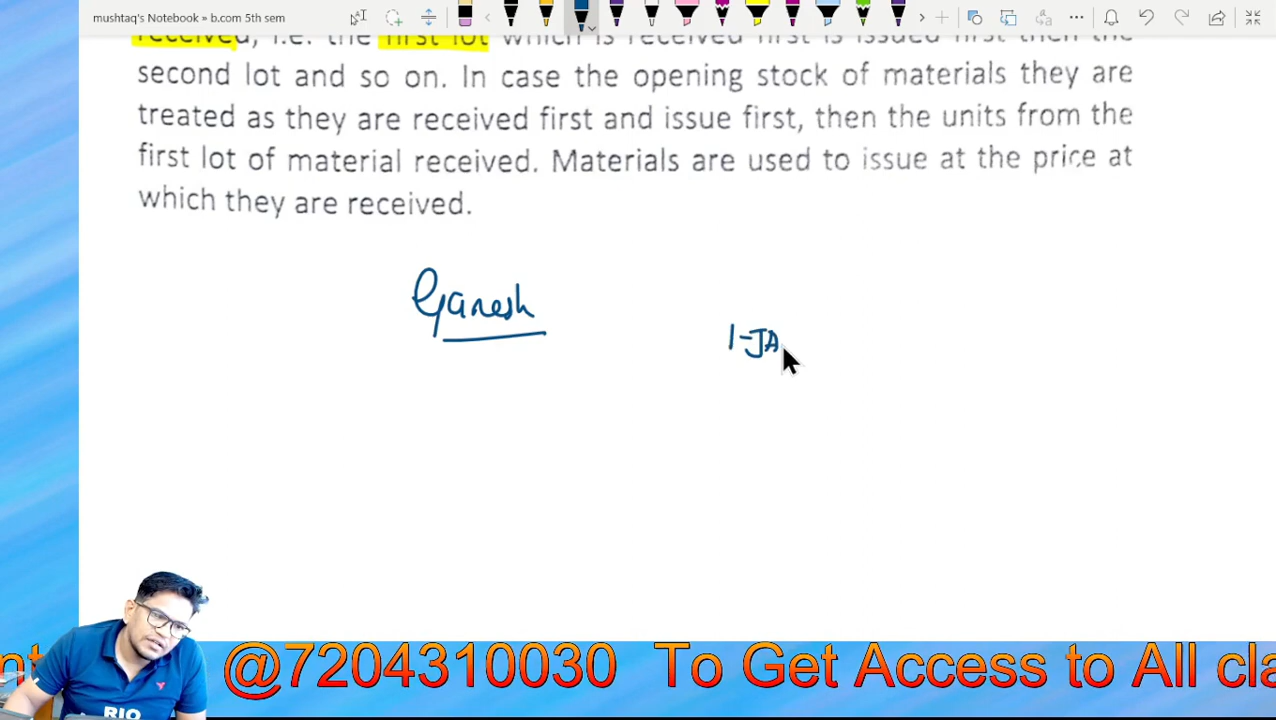 mushtaq's Notebook » b.com 5th sem
received, i.e. the first lot which is received first is issued first then the
second lot and so on. In case the opening stock of materials they are
treated as they are received first and issue first, then the units from the
first lot of material received. Materials are used to issue at the price at
which they are received.
Ganesh
1-JA
RIO
@7204310030 To Get Access to All cla